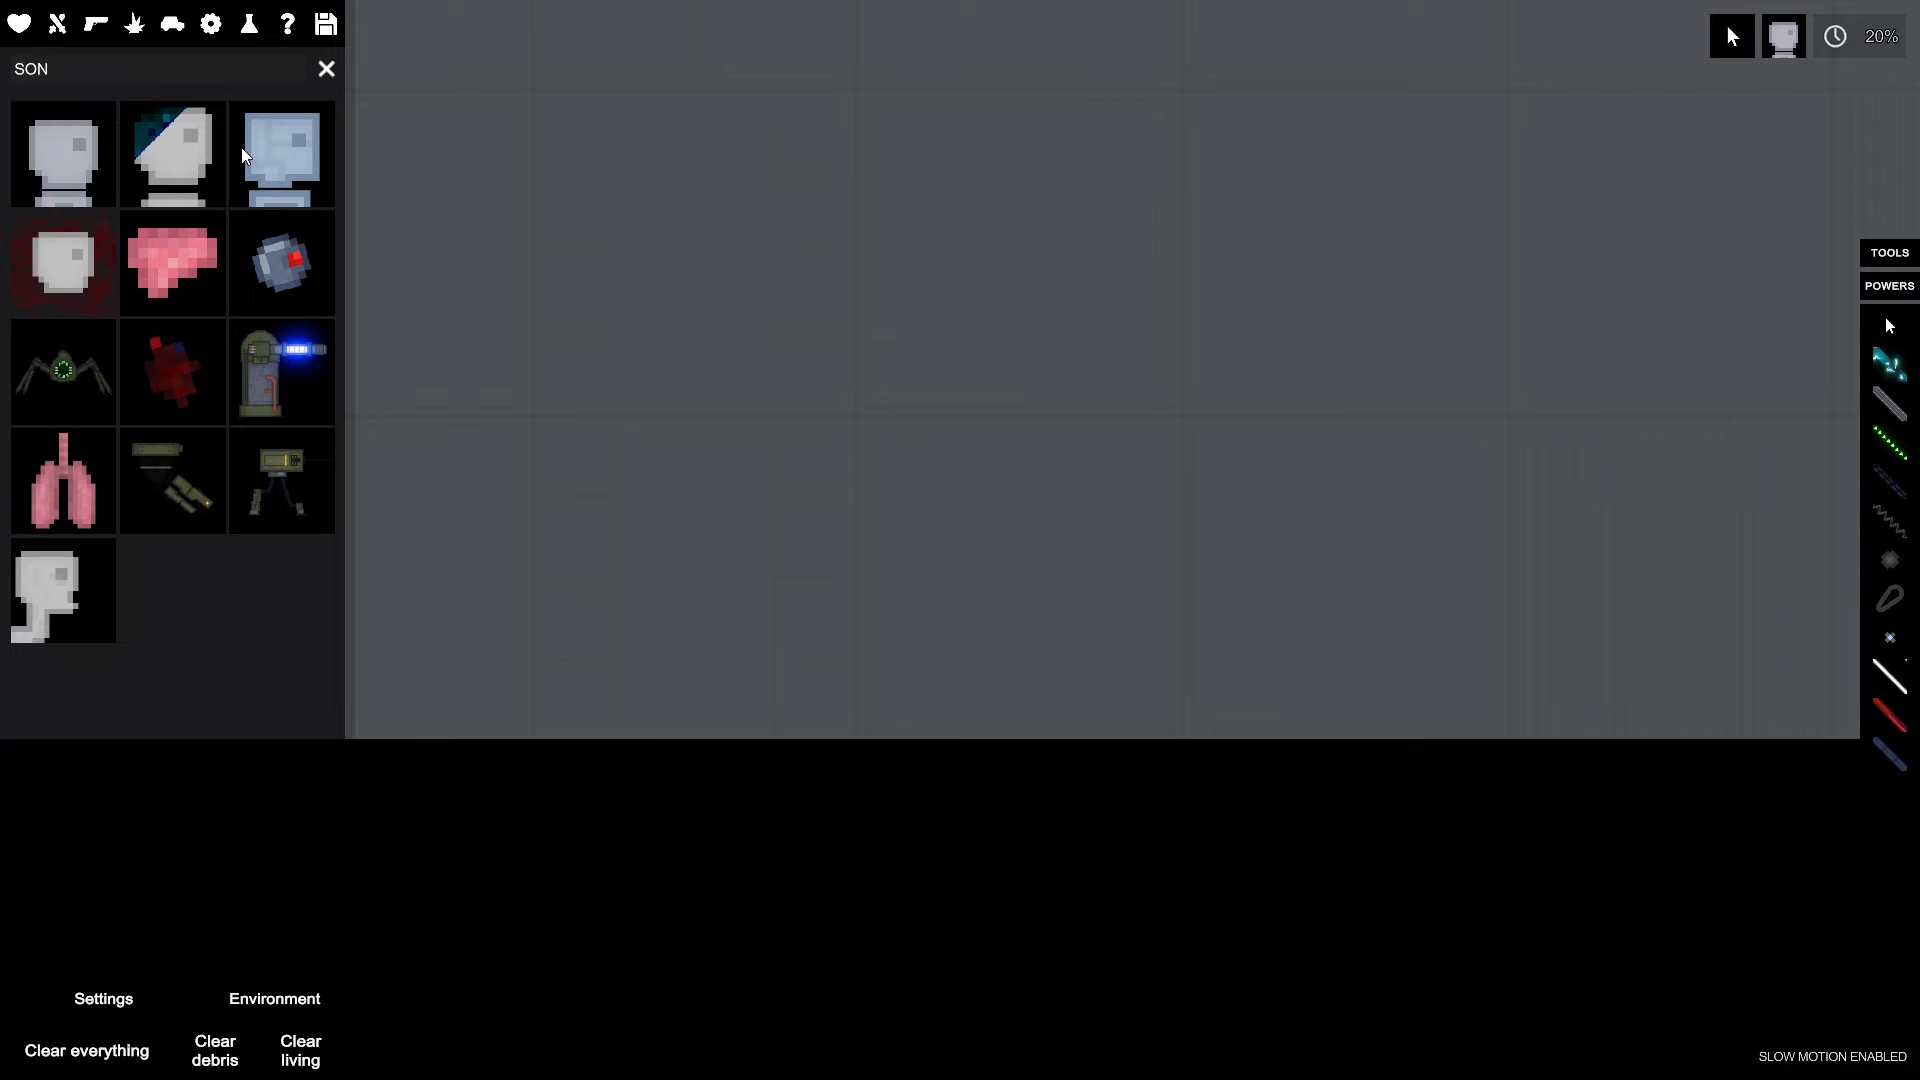 SON
20%
TOOLS
POWERS
Settings
Environment
Clear everything
Clear debris
Clear living
SLOW MOTION ENABLED